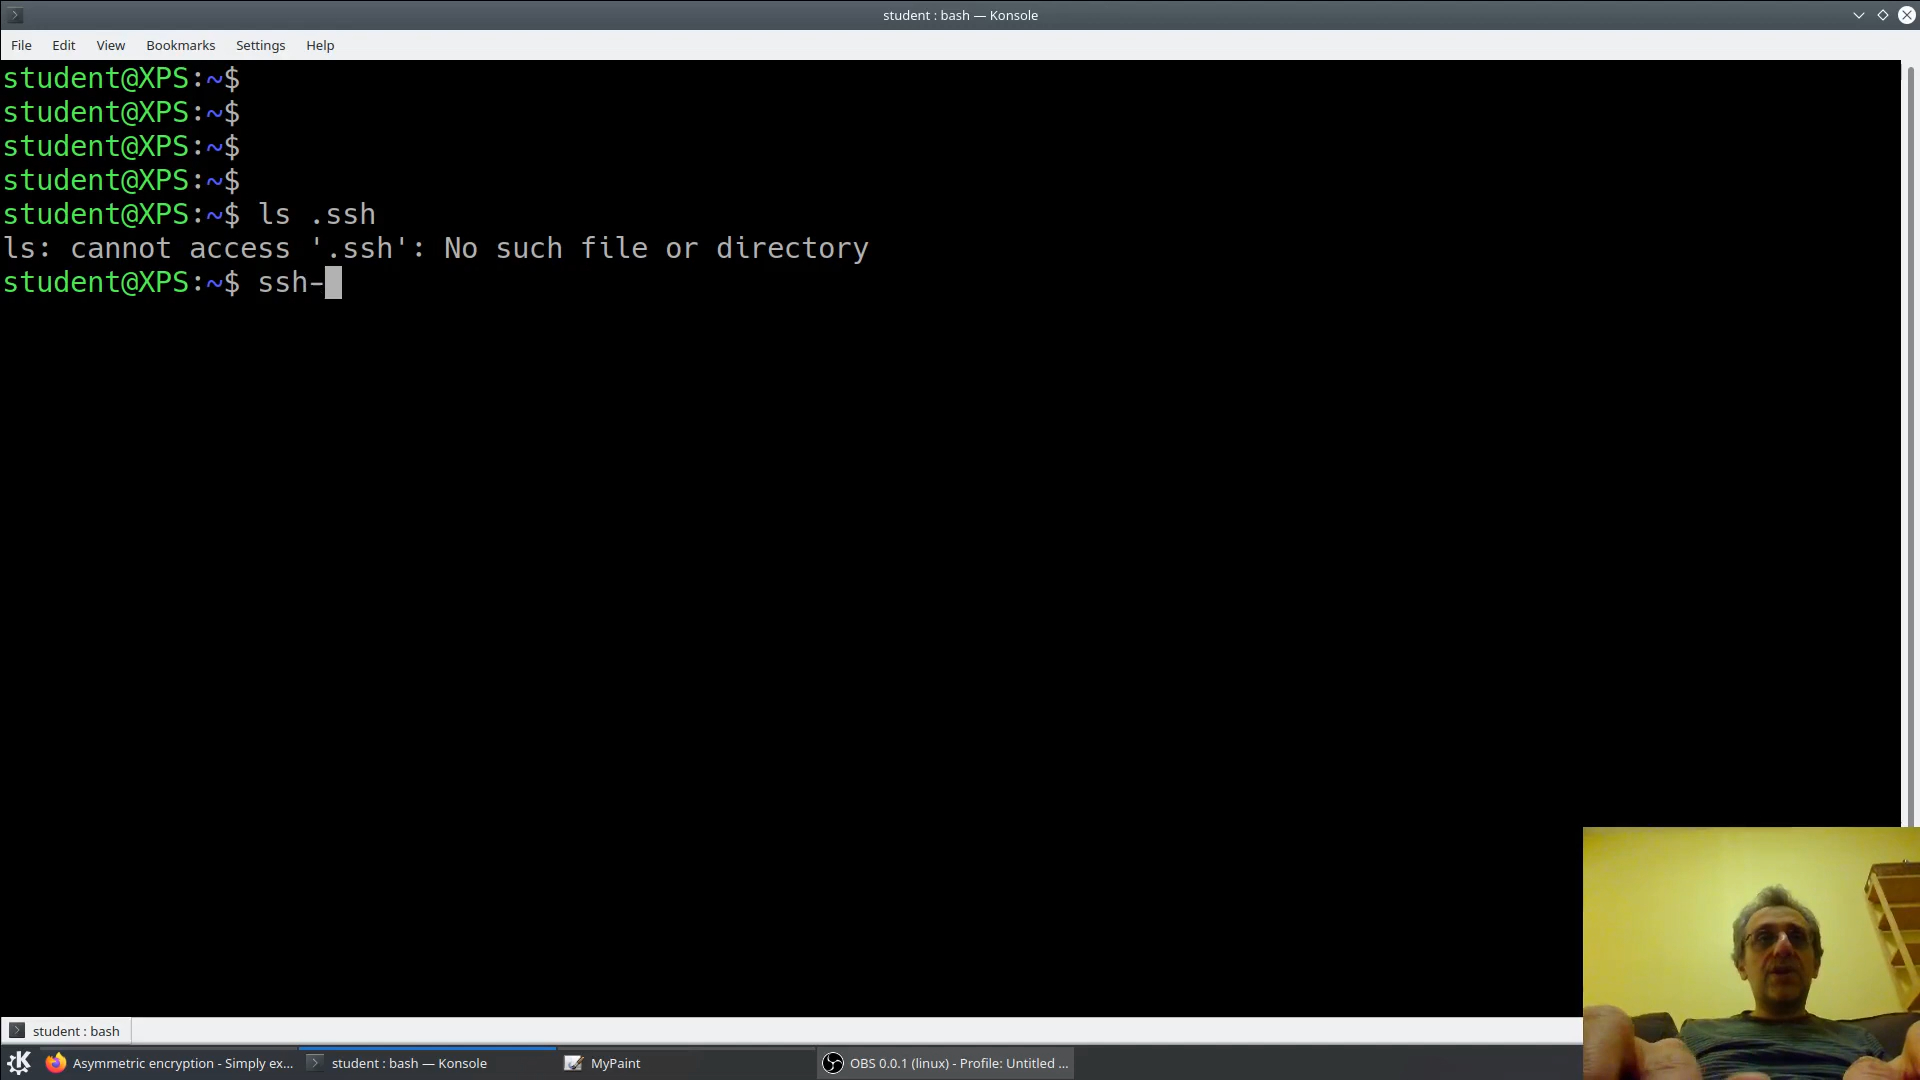 student : bash — Konsole
File Edit View Bookmarks Settings Help
student@XPS:~$
student@XPS:~$
student@XPS:~$
student@XPS:~$
student@XPS:~$ ls .ssh
ls: cannot access '.ssh': No such file or directory
student@XPS:~$ ssh-
student : bash
Asymmetric encryption - Simply ex... student : bash — Konsole MyPaint OBS 0.0.1 (linux) - Profile: Untitled ...